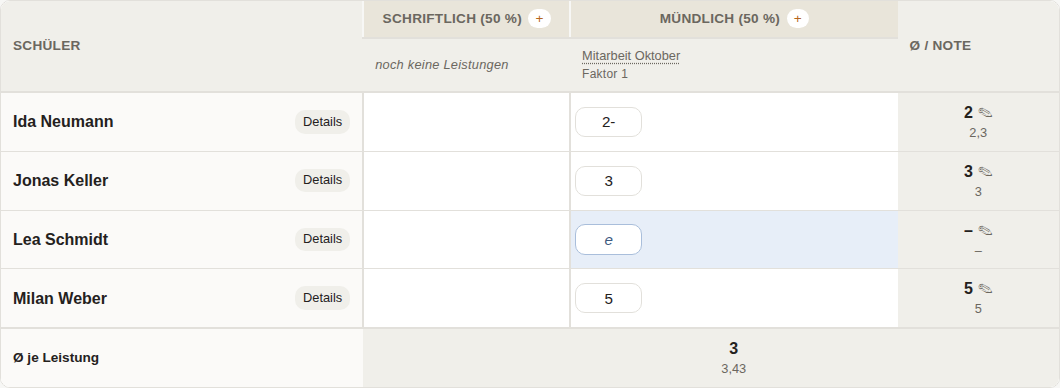 SCHÜLER
SCHRIFTLICH (50 %) +
MÜNDLICH (50 %) +
Ø / NOTE
noch keine Leistungen
Mitarbeit Oktober
Faktor 1
Ida Neumann Details 2- 2 ✎
2,3
Jonas Keller Details 3 3 ✎
3
Lea Schmidt Details e – ✎
–
Milan Weber Details 5 5 ✎
5
Ø je Leistung 3
3,43